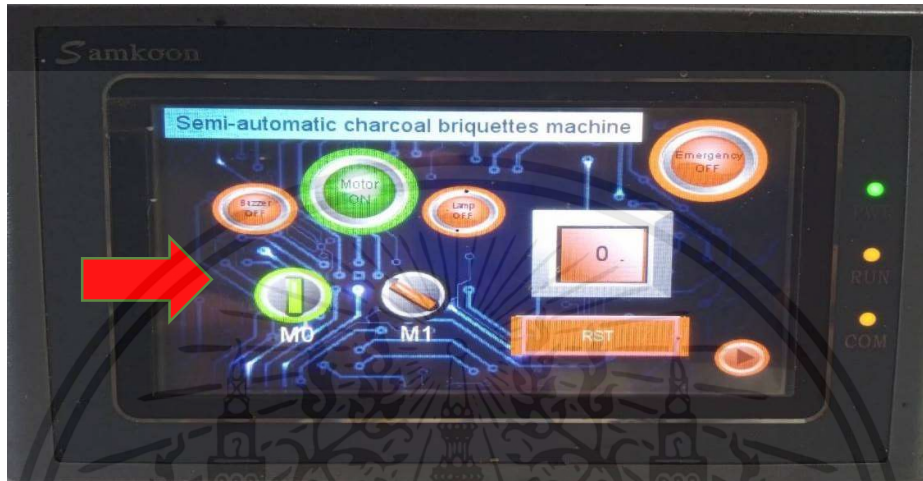 Samkoon
Semi-automatic charcoal briquettes machine
Emergency
OFF
Motor
ON
Buzzer
OFF
Lamp
OFF
0
M0
M1
RST
RUN
COM